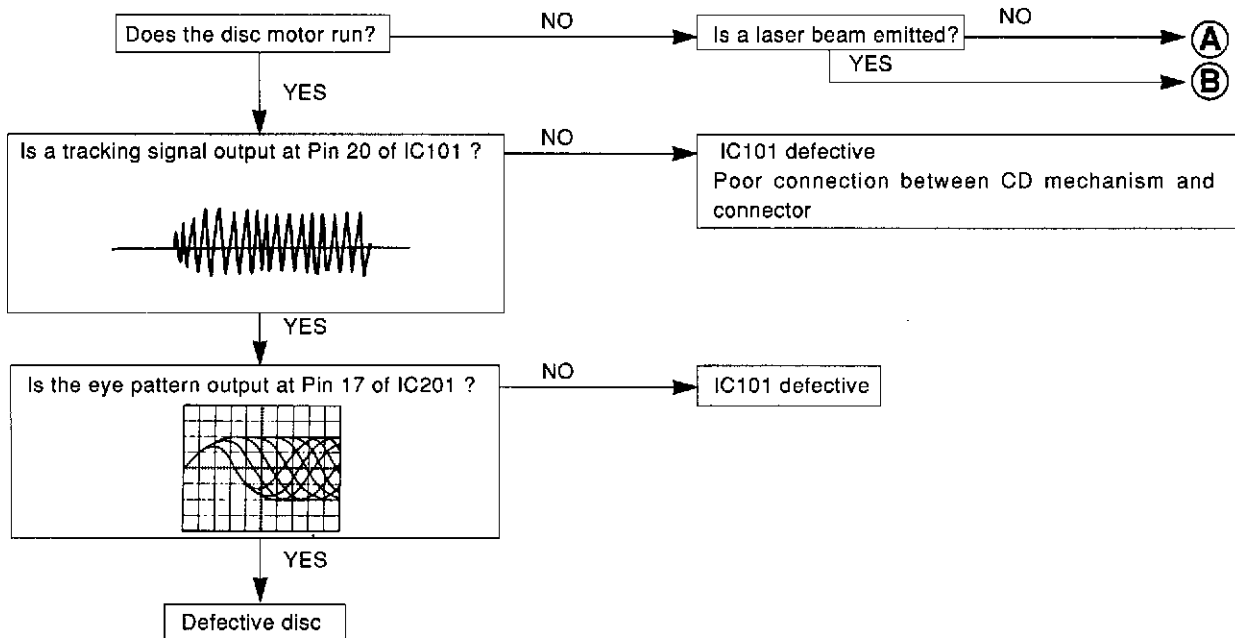 Does the disc motor run?
NO
Is a laser beam emitted?
NO
A
YES
B
YES
Is a tracking signal output at Pin 20 of IC101 ?
NO
IC101 defective
Poor connection between CD mechanism and
connector
YES
Is the eye pattern output at Pin 17 of IC201 ?
NO
IC101 defective
YES
Defective disc